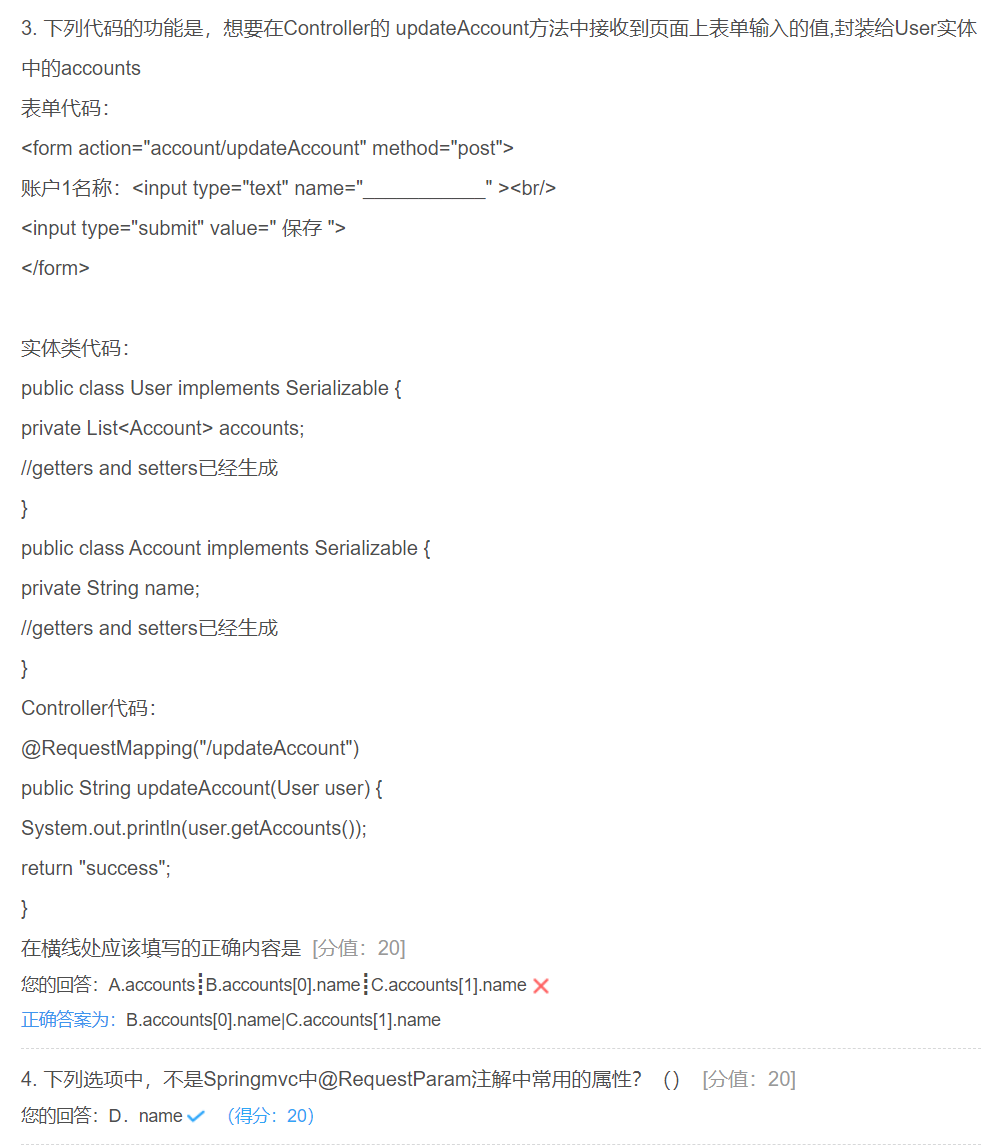 3. 下列代码的功能是，想要在Controller的 updateAccount方法中接收到页面上表单输入的值,封装给User实体
中的accounts
表单代码：
<form action="account/updateAccount" method="post">
账户1名称：<input type="text" name="___________" ><br/>
<input type="submit" value=" 保存 ">
</form>
实体类代码：
public class User implements Serializable {
private List<Account> accounts;
//getters and setters已经生成
}
public class Account implements Serializable {
private String name;
//getters and setters已经生成
}
Controller代码：
@RequestMapping("/updateAccount")
public String updateAccount(User user) {
System.out.println(user.getAccounts());
return "success";
}
在横线处应该填写的正确内容是 [分值：20]
您的回答：A.accounts┋B.accounts[0].name┋C.accounts[1].name
正确答案为：B.accounts[0].name|C.accounts[1].name
4. 下列选项中，不是Springmvc中@RequestParam注解中常用的属性？（） [分值：20]
您的回答：D．name （得分：20）